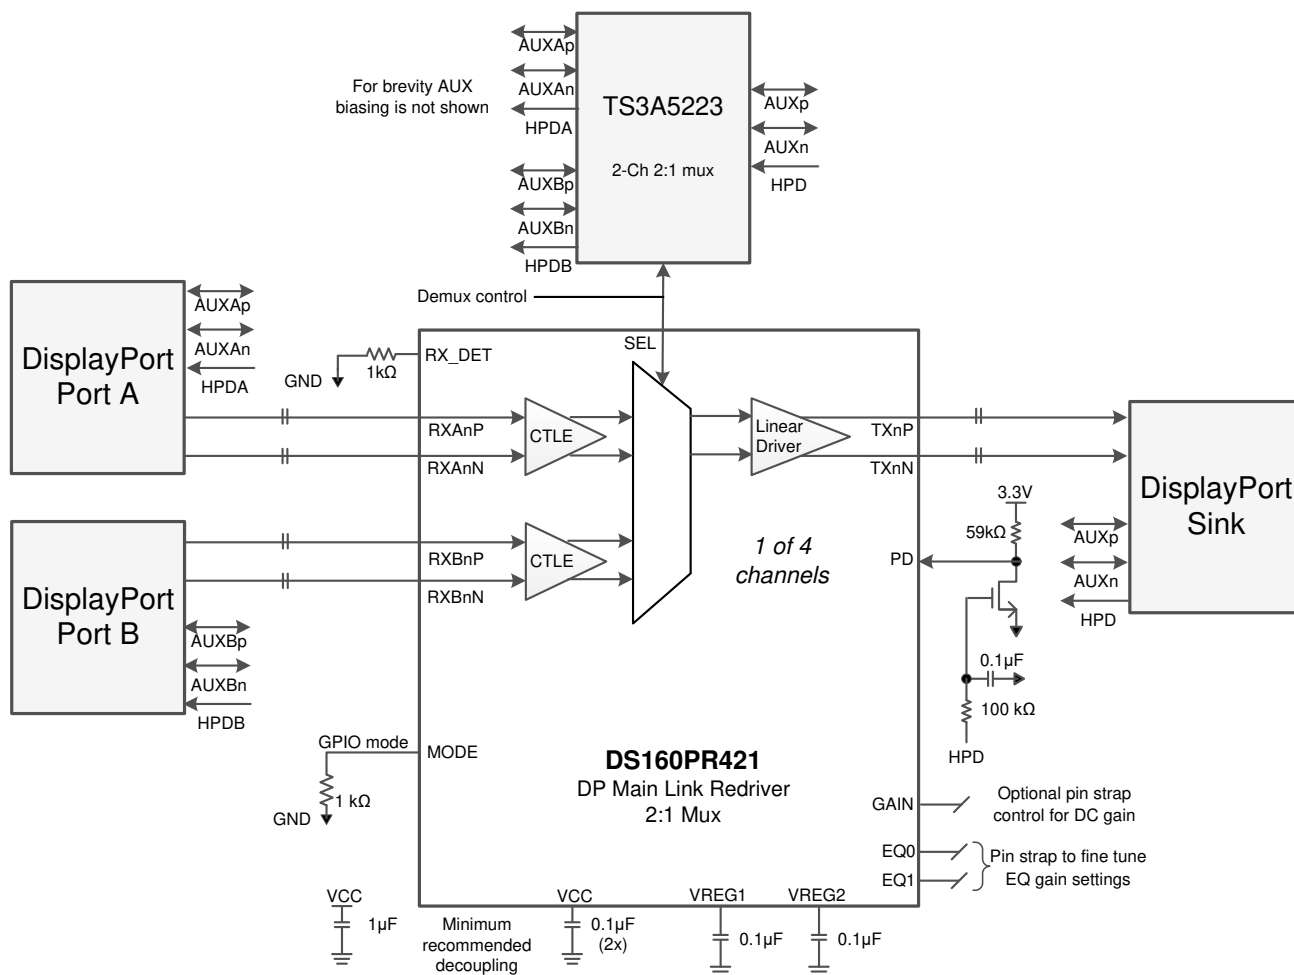 AUXAp
AUXAn
HPDA
AUXBp
AUXBn
HPDB
For brevity AUX
biasing is not shown
TS3A5223
2-Ch 2:1 mux
AUXp
AUXn
HPD
Demux control
DisplayPort
Port A
AUXAp
AUXAn
HPDA
GND
1kΩ
RX_DET
SEL
RXAnP
RXAnN
CTLE
Linear
Driver
TXnP
TXnN
DisplayPort
Port B
AUXBp
AUXBn
HPDB
RXBnP
RXBnN
CTLE
1 of 4
channels
PD
3.3V
59kΩ
0.1µF
100 kΩ
HPD
DisplayPort
Sink
AUXp
AUXn
HPD
GPIO mode
MODE
1 kΩ
GND
DS160PR421
DP Main Link Redriver
2:1 Mux
GAIN
Optional pin strap
control for DC gain
EQ0
EQ1
Pin strap to fine tune
EQ gain settings
VCC
1µF
Minimum
recommended
decoupling
VCC
0.1µF
(2x)
VREG1
0.1µF
VREG2
0.1µF